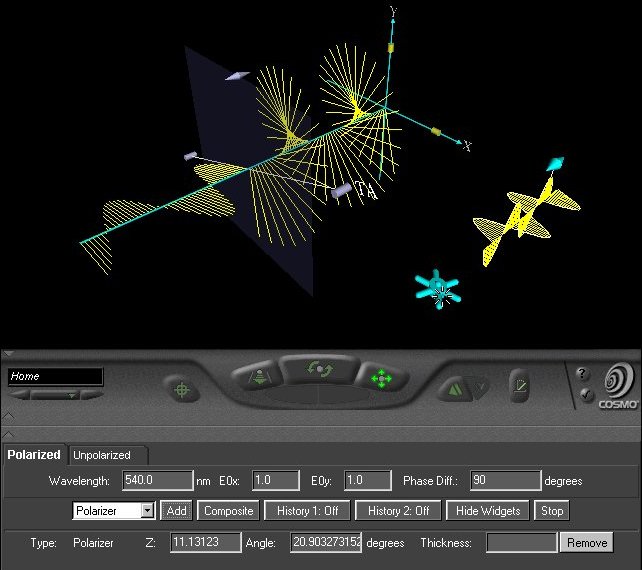 Y
X
TA
Home
?
COSMO
Polarized Unpolarized
Wavelength: 540.0 nm E0x: 1.0 E0y: 1.0 Phase Diff.: 90 degrees
Polarizer Add Composite History 1: Off History 2: Off Hide Widgets Stop
Type: Polarizer Z: 11.13123 Angle: 20.903273152 degrees Thickness: Remove